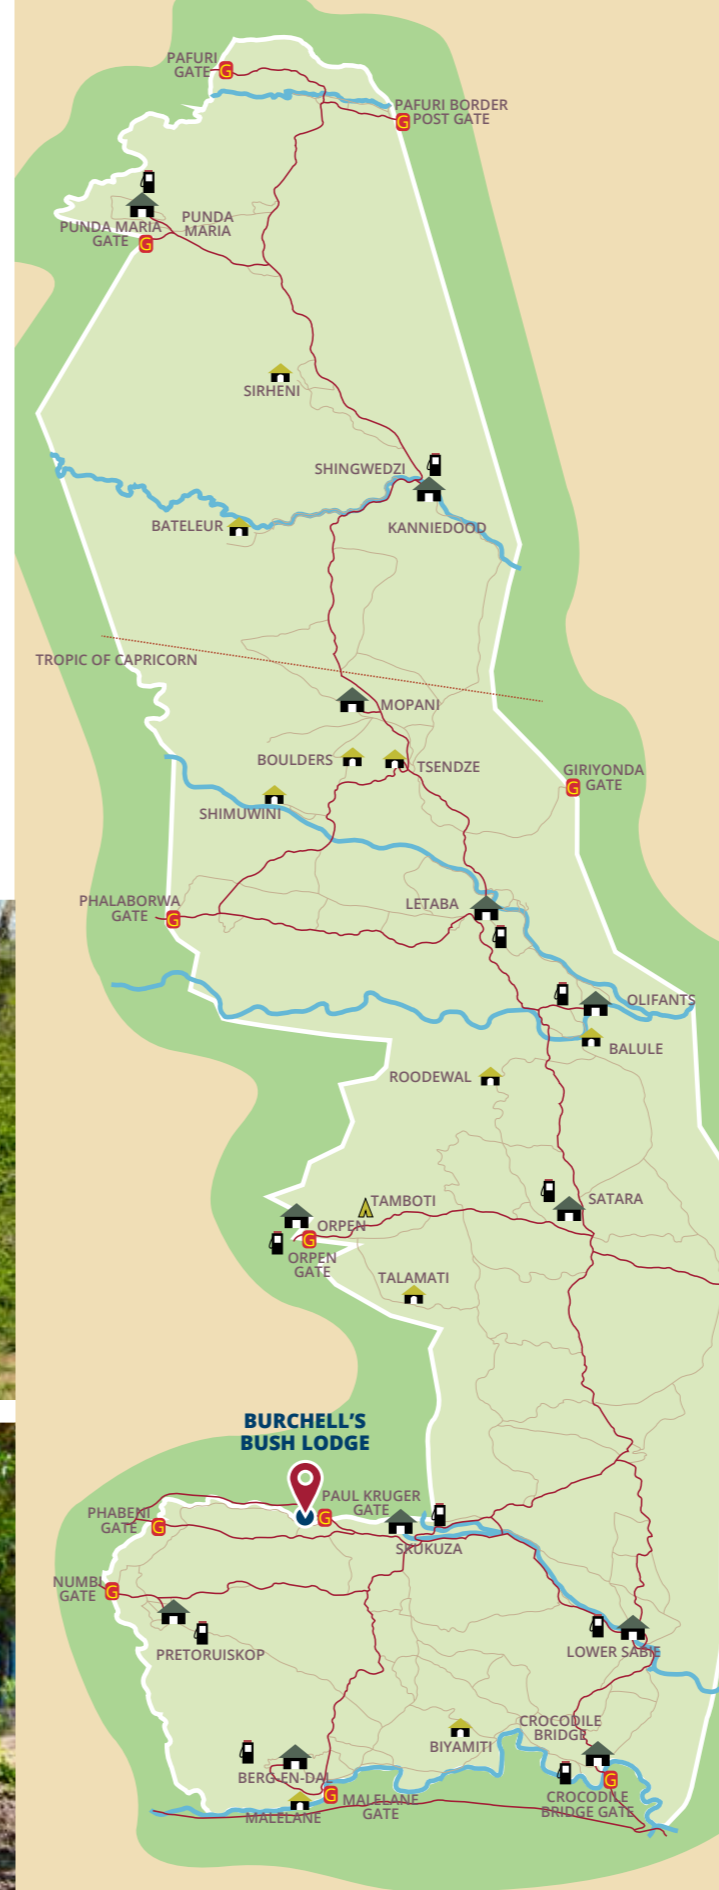 PAFURI
GATE
G
PAFURI BORDER
POST GATE
G
PUNDA MARIA
GATE
G
PUNDA
MARIA
SIRHENI
SHINGWEDZI
BATELEUR
KANNIEDOOD
TROPIC OF CAPRICORN
MOPANI
BOULDERS
TSENDZE
GIRIYONDA
GATE
G
SHIMUWINI
PHALABORWA
GATE
G
LETABA
OLIFANTS
BALULE
ROODEWAL
TAMBOTI
SATARA
ORPEN
G
ORPEN
GATE
TALAMATI
BURCHELL'S
BUSH LODGE
PAUL KRUGER
GATE
G
PHABENI
GATE
G
SKUKUZA
NUMBI
GATE
G
PRETORUISKOP
LOWER SABIE
BIYAMITI
CROCODILE
BRIDGE
BERG-EN-DAL
G
MALELANE
GATE
MALELANE
G
CROCODILE
BRIDGE GATE